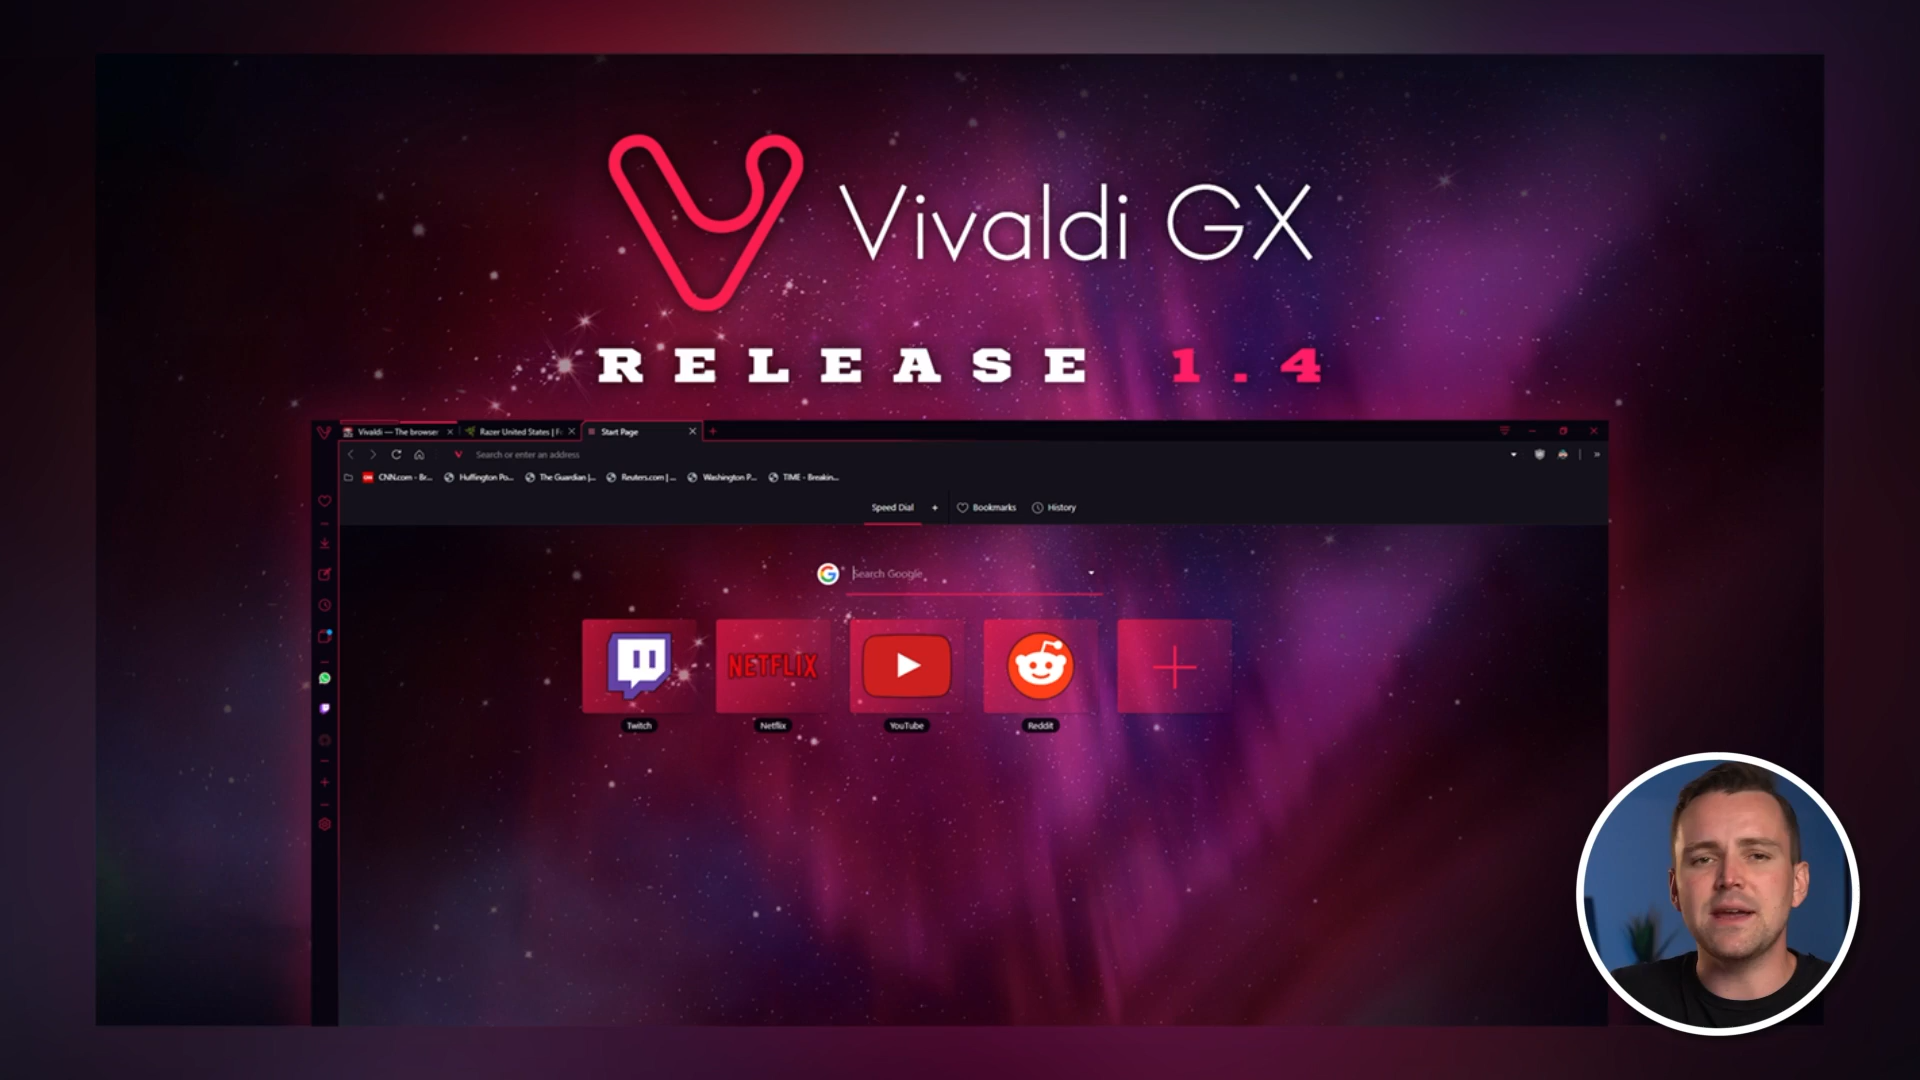 Vivaldi GX
RELEASE 1.4
Vivaldi — The browser
Razer United States | F
Start Page
Search or enter an address
CNN.com - Br...
Huffington Po...
The Guardian |...
Reuters.com | ...
Washington P...
TIME - Breakin...
Speed Dial
Bookmarks
History
Search Google
NETFLIX
Twitch
Netflix
YouTube
Reddit